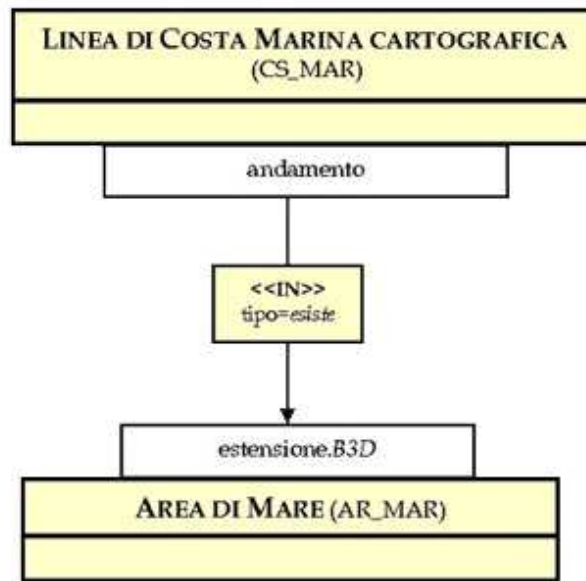 LINEA DI COSTA MARINA CARTOGRAFICA
(CS_MAR)
andamento
<<IN>>
tipo=esiste
estensione.B3D
AREA DI MARE (AR_MAR)